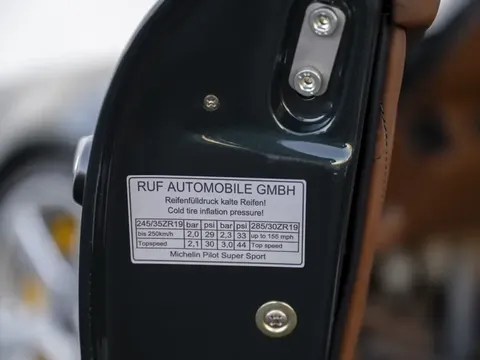 RUF AUTOMOBILE GMBH
Reifenfülldruck kalte Reifen!
Cold tire inflation pressure!
245/35ZR19 bar psi bar psi 285/30ZR19
bis 250km/h 2,0 29 2,3 33 up to 155 mph
Topspeed 2,1 30 3,0 44 Top speed
Michelin Pilot Super Sport